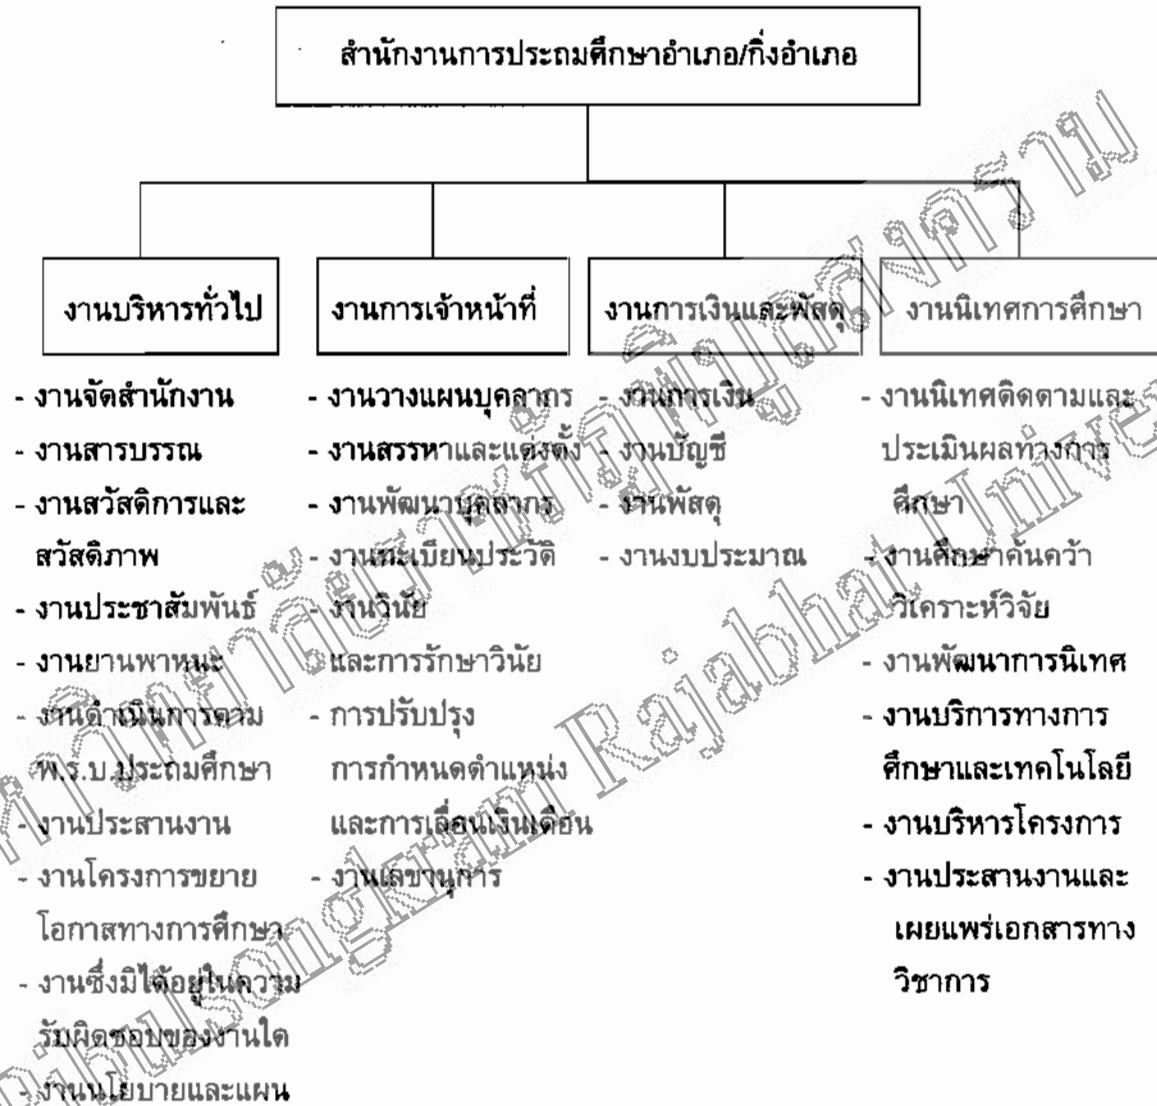 สำนักงานการประถมศึกษาอำเภอ/กิ่งอำเภอ
งานบริหารทั่วไป
- งานจัดสำนักงาน
- งานสารบรรณ
- งานสวัสดิการและ
สวัสดิภาพ
- งานประชาสัมพันธ์
- งานยานพาหนะ
- งานดำเนินการตาม
พ.ร.บ.ประถมศึกษา
- งานประสานงาน
- งานโครงการขยาย
โอกาสทางการศึกษา
- งานซึ่งมิได้อยู่ในความ
รับผิดชอบของงานใด
- งานนโยบายและแผน
งานการเจ้าหน้าที่
- งานวางแผนบุคลากร
- งานสรรหาและแต่งตั้ง
- งานพัฒนาบุคลากร
- งานทะเบียนประวัติ
- งานวินัย
และการรักษาวินัย
- การปรับปรุง
การกำหนดตำแหน่ง
และการเลื่อนเงินเดือน
- งานเลขานุการ
งานการเงินและพัสดุ
- งานการเงิน
- งานบัญชี
- งานพัสดุ
- งานงบประมาณ
งานนิเทศการศึกษา
- งานนิเทศติดตามและ
ประเมินผลทางการ
ศึกษา
- งานศึกษาค้นคว้า
วิเคราะห์วิจัย
- งานพัฒนาการนิเทศ
- งานบริการทางการ
ศึกษาและเทคโนโลยี
- งานบริหารโครงการ
- งานประสานงานและ
เผยแพร่เอกสารทาง
วิชาการ
Pibulsongkram Rajabhat Unive